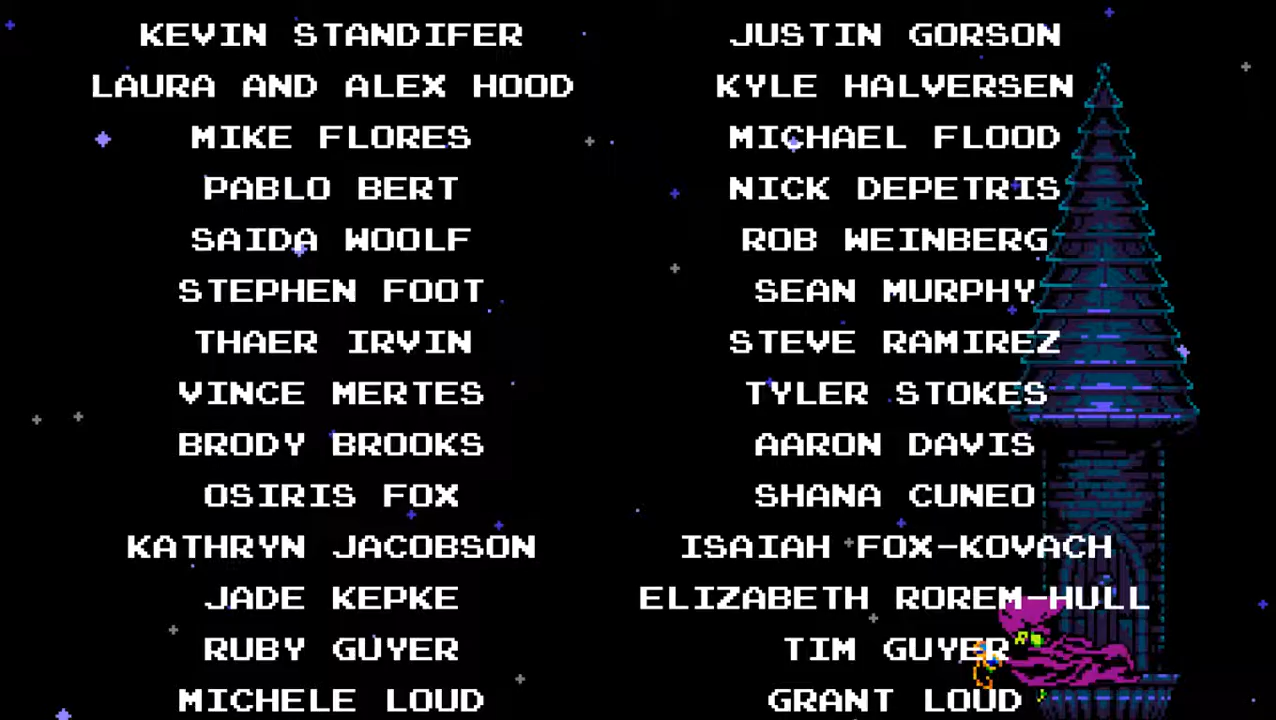 KEVIN STANDIFER
LAURA AND ALEX HOOD
MIKE FLORES
PABLO BERT
SAIDA WOOLF
STEPHEN FOOT
THAER IRVIN
VINCE MERTES
BRODY BROOKS
OSIRIS FOX
KATHRYN JACOBSON
JADE KEPKE
RUBY GUYER
MICHELE LOUD
JUSTIN GORSON
KYLE HALVERSEN
MICHAEL FLOOD
NICK DEPETRIS
ROB WEINBERG
SEAN MURPHY
STEVE RAMIREZ
TYLER STOKES
AARON DAVIS
SHANA CUNEO
ISAIAH FOX-KOVACH
ELIZABETH ROREM-HULL
TIM GUYER
GRANT LOUD